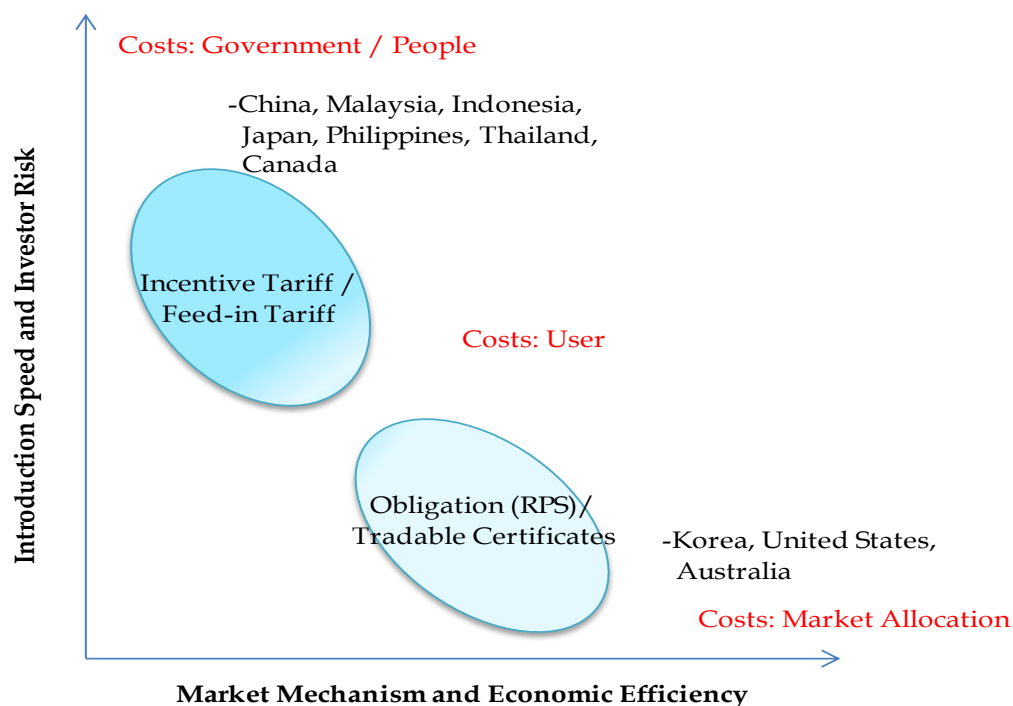 Costs: Government / People
-China, Malaysia, Indonesia,
Japan, Philippines, Thailand,
Canada
Introduction Speed and Investor Risk
Incentive Tariff /
Feed-in Tariff
Costs: User
Obligation (RPS)/
Tradable Certificates
-Korea, United States,
Australia
Costs: Market Allocation
Market Mechanism and Economic Efficiency